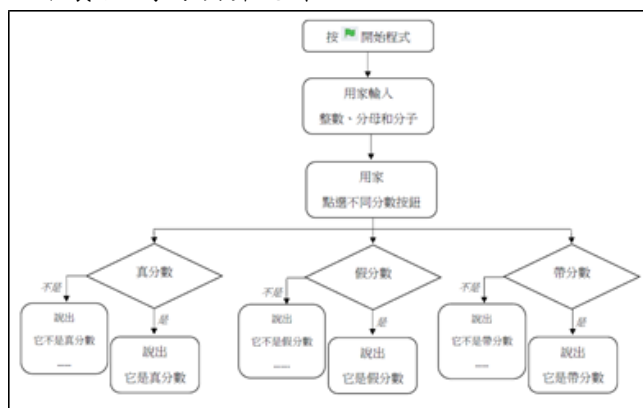 按 開始程式
用家輸入
整數、分母和分子
用家
點選不同分數按鈕
真分數
不是
是
說出
它不是真分數
......
說出
它是真分數
假分數
不是
是
說出
它不是假分數
......
說出
它是假分數
帶分數
不是
是
說出
它不是帶分數
......
說出
它是帶分數